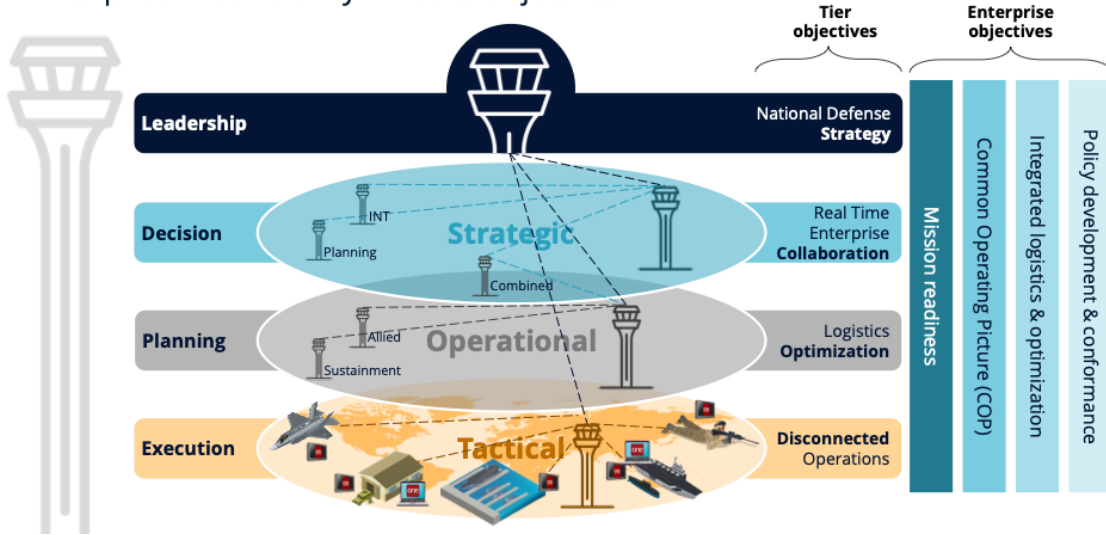 Tier
objectives
Enterprise
objectives
Leadership
National Defense
Strategy
Decision
INT
Planning
Strategic
Combined
Real Time
Enterprise
Collaboration
Planning
Allied
Sustainment
Operational
Logistics
Optimization
Execution
Tactical
one
one
Disconnected
Operations
Mission readiness
Common Operating Picture (COP)
Integrated logistics & optimization
Policy development & conformance